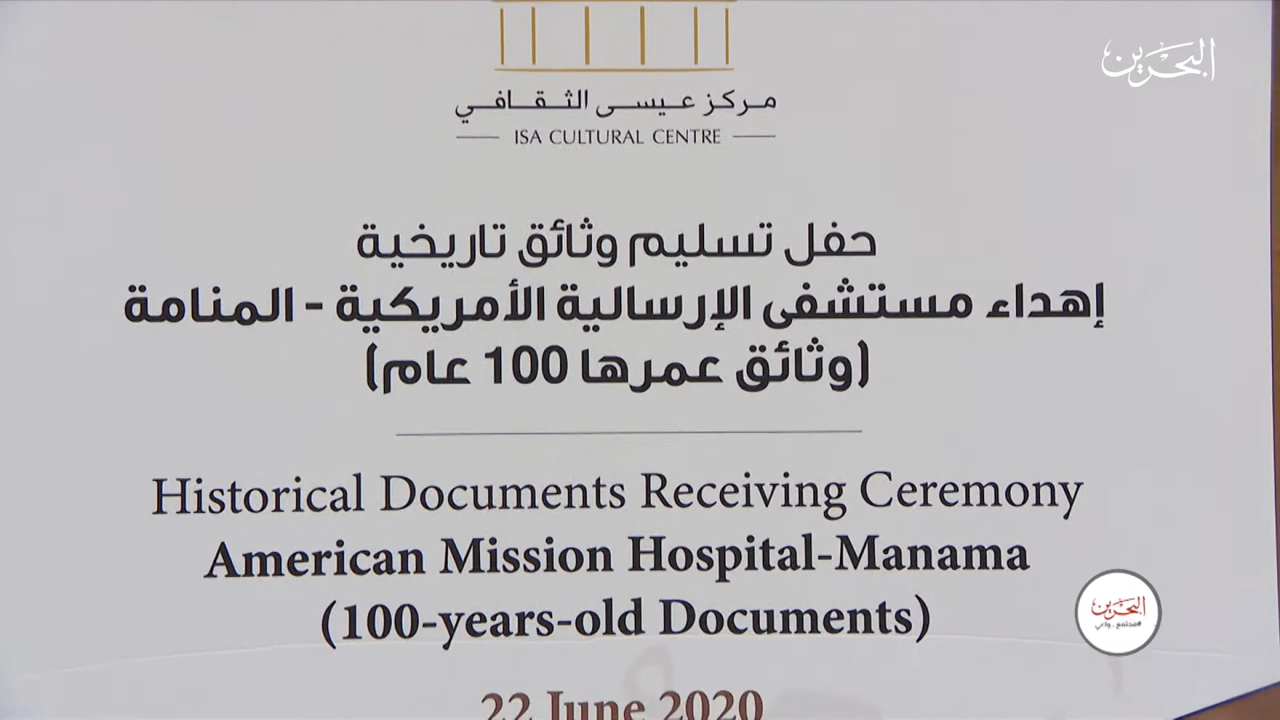 البحرين
مركز عيسى الثقافي
ISA CULTURAL CENTRE
حفل تسليم وثائق تاريخية
إهداء مستشفى الإرسالية الأمريكية - المنامة
(وثائق عمرها 100 عام)
Historical Documents Receiving Ceremony
American Mission Hospital-Manama
(100-years-old Documents)
22 June 2020
البحرين
#مجتمع_واعي